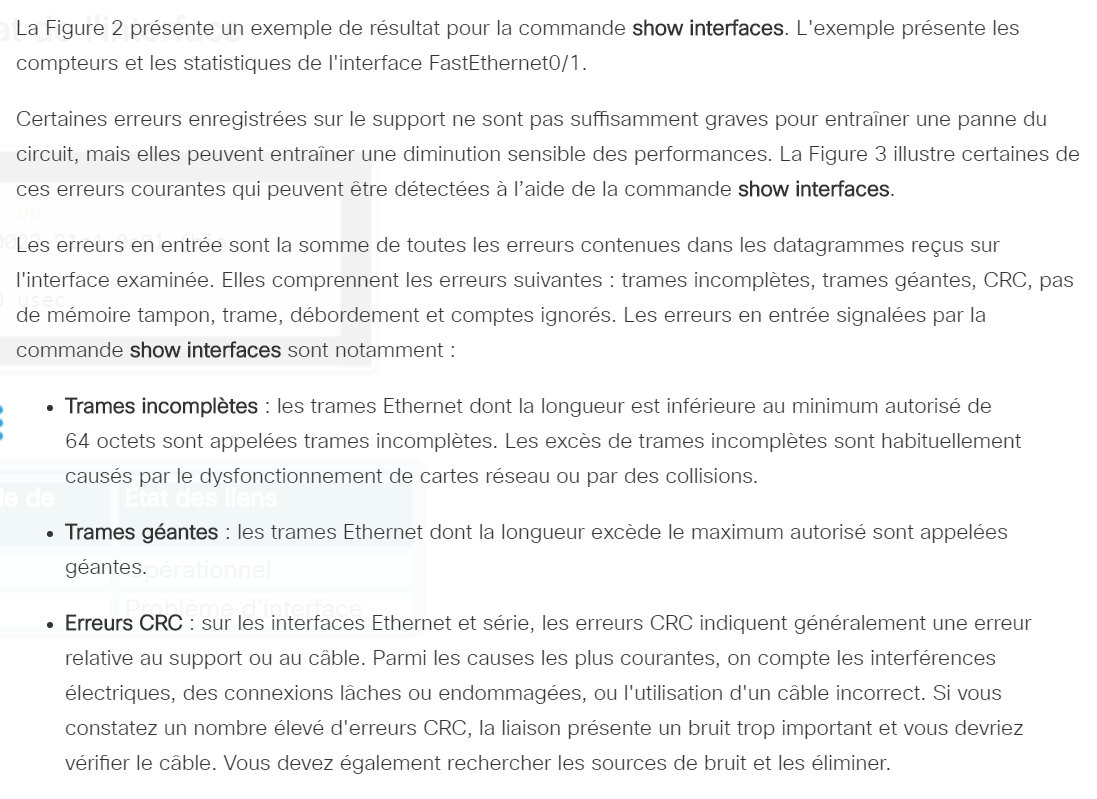 La Figure 2 présente un exemple de résultat pour la commande show interfaces. L'exemple présente les
compteurs et les statistiques de l'interface FastEthernet0/1.
Certaines erreurs enregistrées sur le support ne sont pas suffisamment graves pour entraîner une panne du
circuit, mais elles peuvent entraîner une diminution sensible des performances. La Figure 3 illustre certaines de
ces erreurs courantes qui peuvent être détectées à l’aide de la commande show interfaces.
up
Les erreurs en entrée sont la somme de toutes les erreurs contenues dans les datagrammes reçus sur
l'interface examinée. Elles comprennent les erreurs suivantes : trames incomplètes, trames géantes, CRC, pas
usec
de mémoire tampon, trame, débordement et comptes ignorés. Les erreurs en entrée signalées par la
commande show interfaces sont notamment :
• Trames incomplètes : les trames Ethernet dont la longueur est inférieure au minimum autorisé de
64 octets sont appelées trames incomplètes. Les excès de trames incomplètes sont habituellement
causés par le dysfonctionnement de cartes réseau ou par des collisions.
le de État des liens
• Trames géantes : les trames Ethernet dont la longueur excède le maximum autorisé sont appelées
géantes.
Opérationnel
Problème d'interface
• Erreurs CRC : sur les interfaces Ethernet et série, les erreurs CRC indiquent généralement une erreur
relative au support ou au câble. Parmi les causes les plus courantes, on compte les interférences
électriques, des connexions lâches ou endommagées, ou l'utilisation d'un câble incorrect. Si vous
constatez un nombre élevé d'erreurs CRC, la liaison présente un bruit trop important et vous devriez
vérifier le câble. Vous devez également rechercher les sources de bruit et les éliminer.